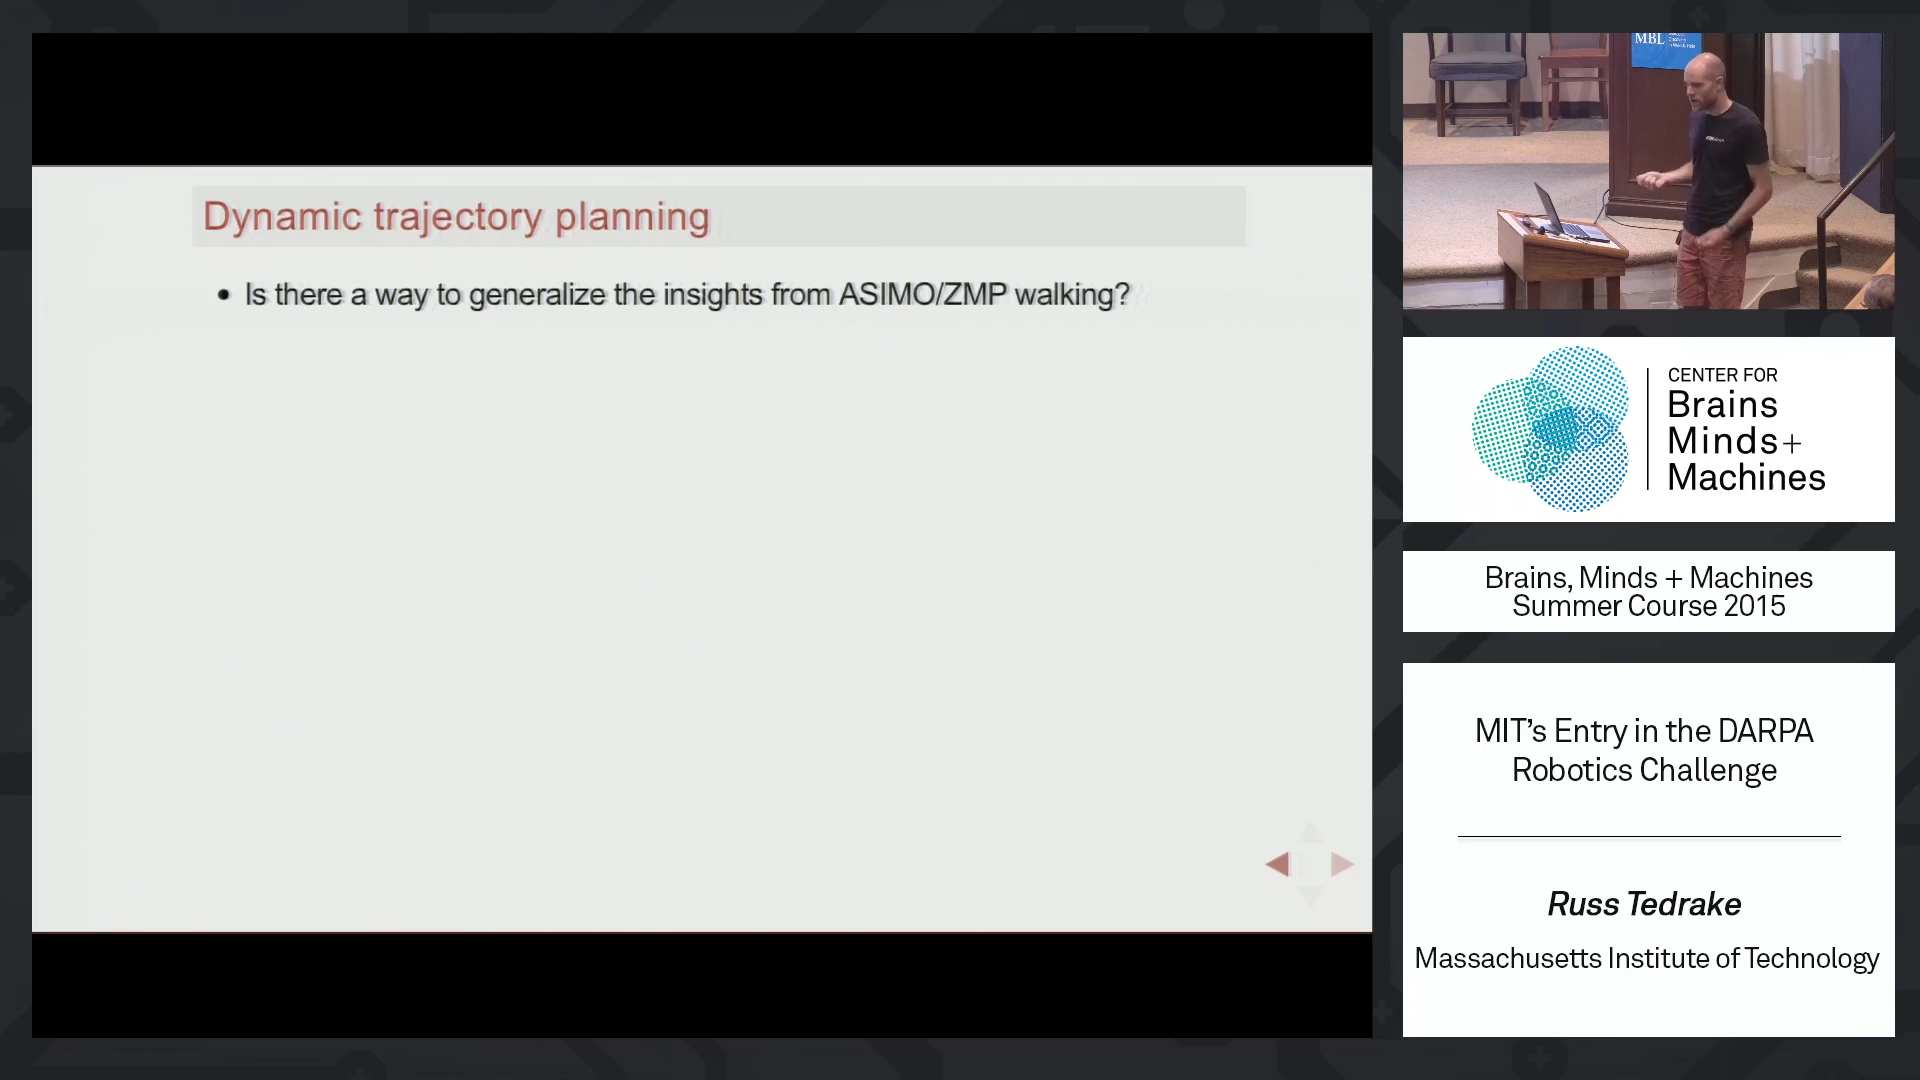 Dynamic trajectory planning
• Is there a way to generalize the insights from ASIMO/ZMP walking?
MBL
CENTER FOR
Brains
Minds+
Machines
Brains, Minds + Machines
Summer Course 2015
MIT’s Entry in the DARPA
Robotics Challenge
Russ Tedrake
Massachusetts Institute of Technology